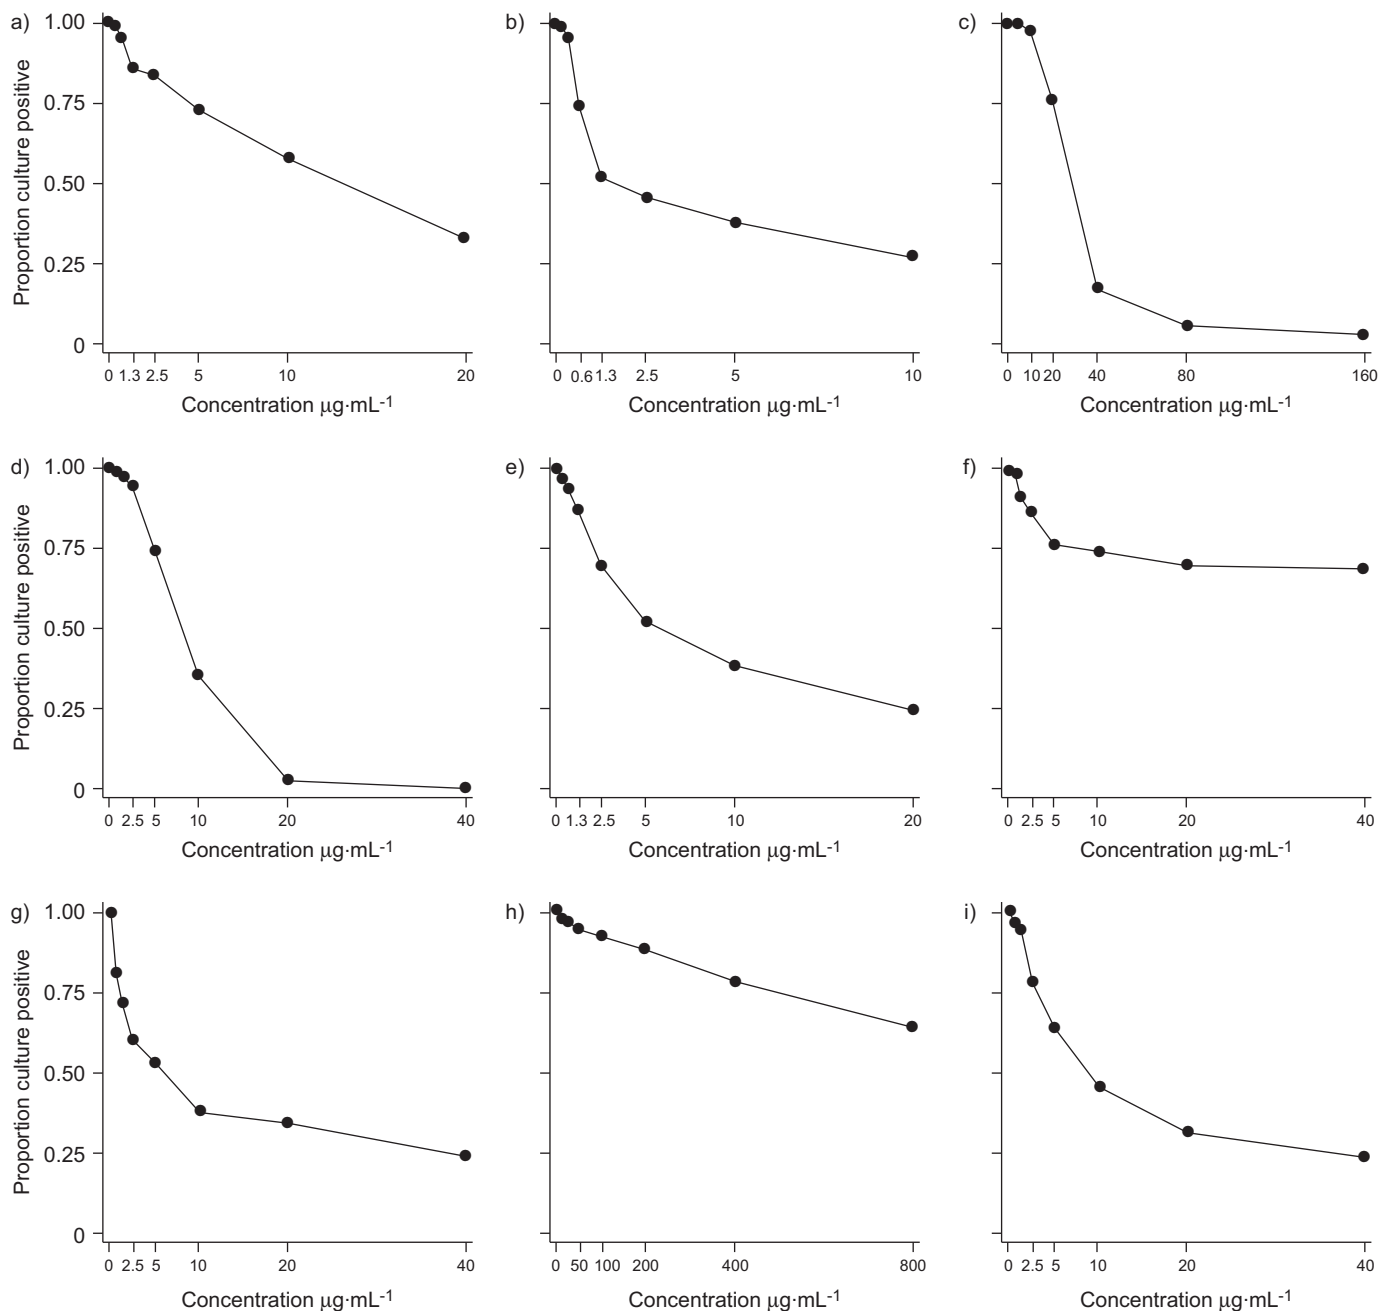 a) b) c)
1.00
0.75
0.50
0.25
0
Proportion culture positive
0 1.3 2.5 5 10 20
0 0.6 1.3 2.5 5 10
0 10 20 40 80 160
Concentration μg·mL-1 Concentration μg·mL-1 Concentration μg·mL-1
d) e) f)
1.00
0.75
0.50
0.25
0
Proportion culture positive
0 2.5 5 10 20 40
0 1.3 2.5 5 10 20
0 2.5 5 10 20 40
Concentration μg·mL-1 Concentration μg·mL-1 Concentration μg·mL-1
g) h) i)
1.00
0.75
0.50
0.25
0
Proportion culture positive
0 2.5 5 10 20 40
0 50 100 200 400 800
0 2.5 5 10 20 40
Concentration μg·mL-1 Concentration μg·mL-1 Concentration μg·mL-1